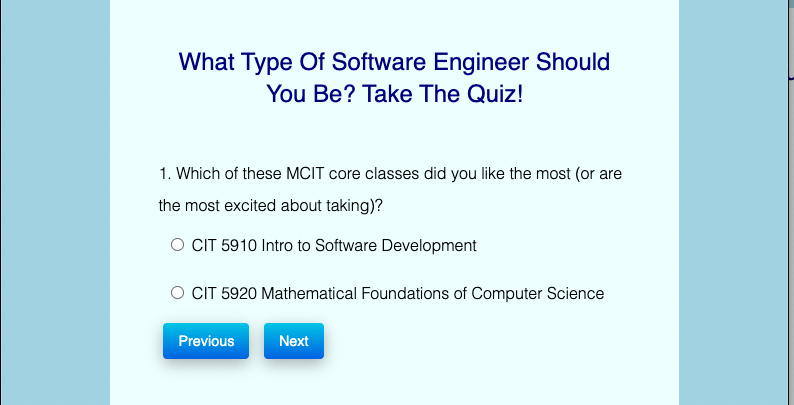 What Type Of Software Engineer Should
You Be? Take The Quiz!
1. Which of these MCIT core classes did you like the most (or are
the most excited about taking)?
CIT 5910 Intro to Software Development
CIT 5920 Mathematical Foundations of Computer Science
Previous Next